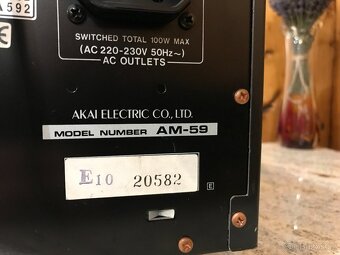 A592
SWITCHED TOTAL 100W MAX
(AC 220-230V 50Hz~)
AC OUTLETS
AKAI ELECTRIC CO., LTD.
MODEL NUMBER AM-59
E10 20582
E